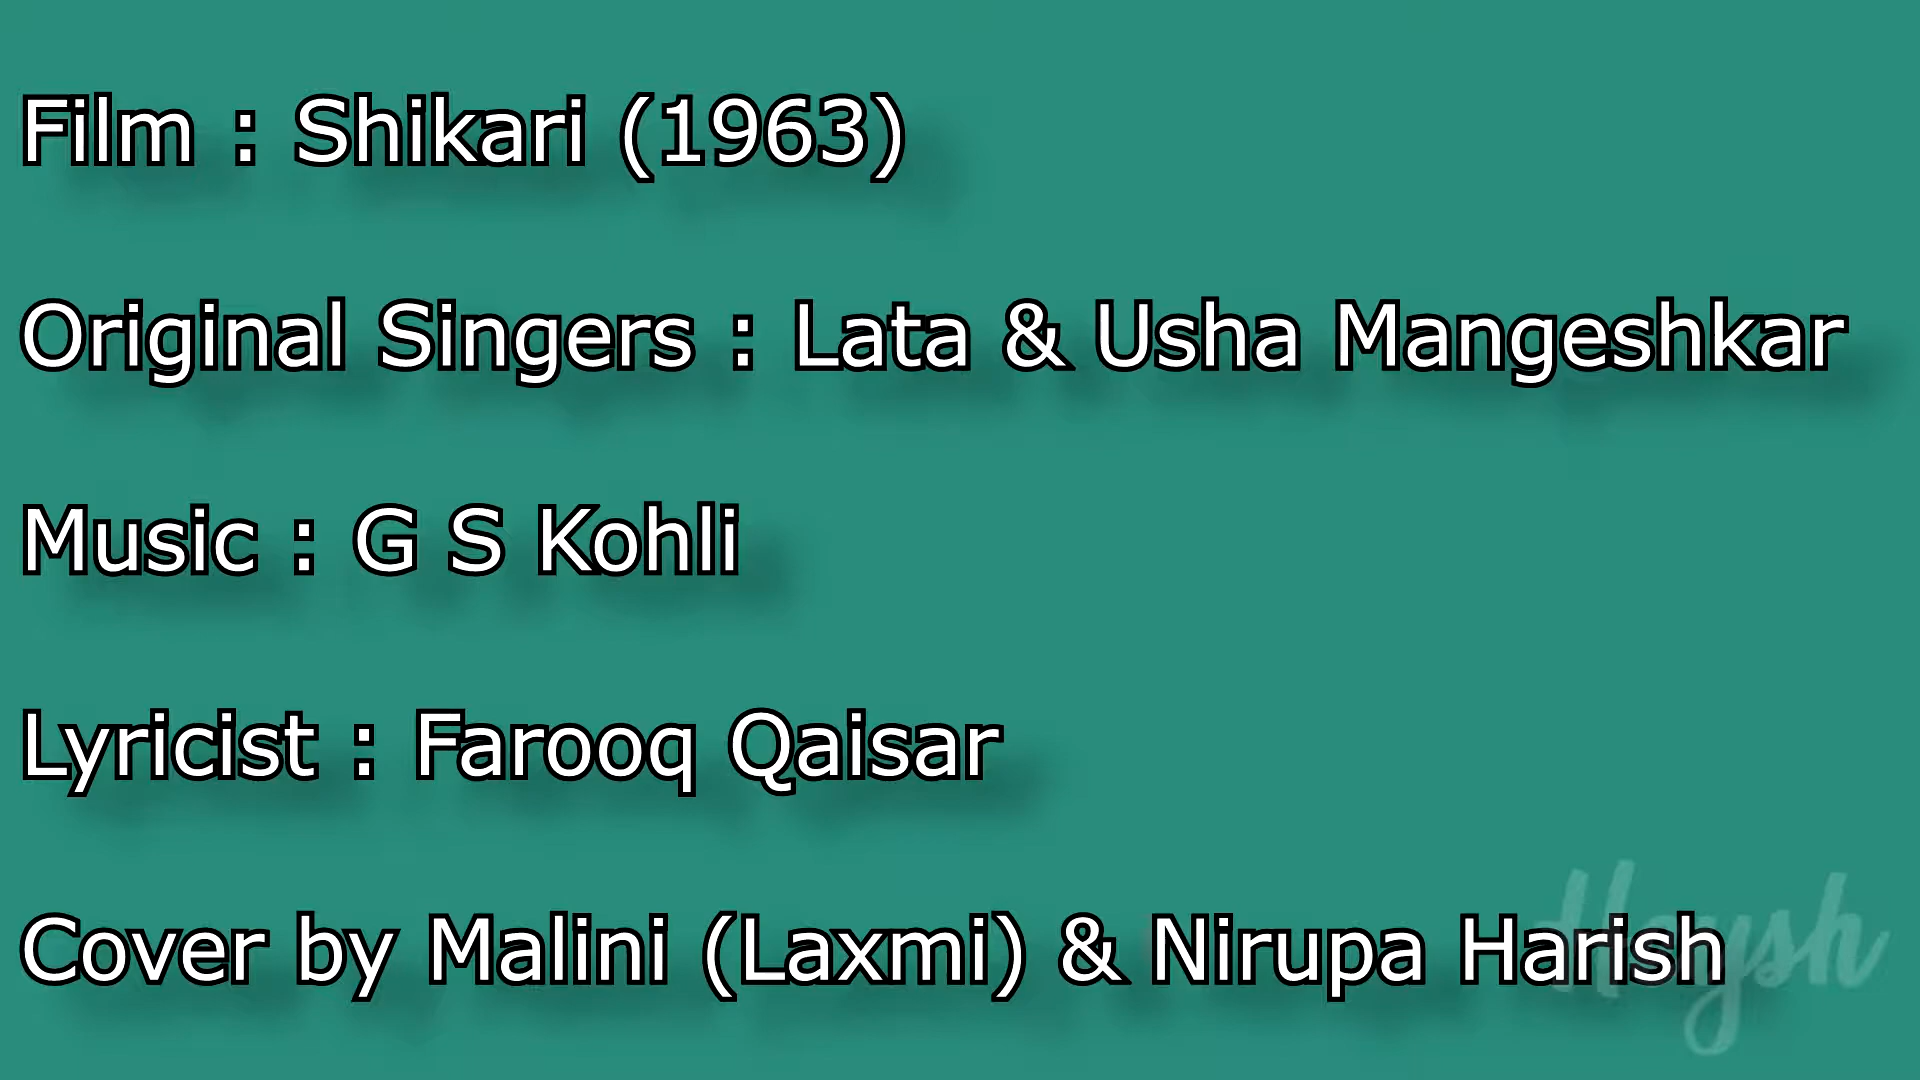 Film : Shikari (1963)
Original Singers : Lata & Usha Mangeshkar
Music : G S Kohli
Lyricist : Farooq Qaisar
Cover by Malini (Laxmi) & Nirupa Harish